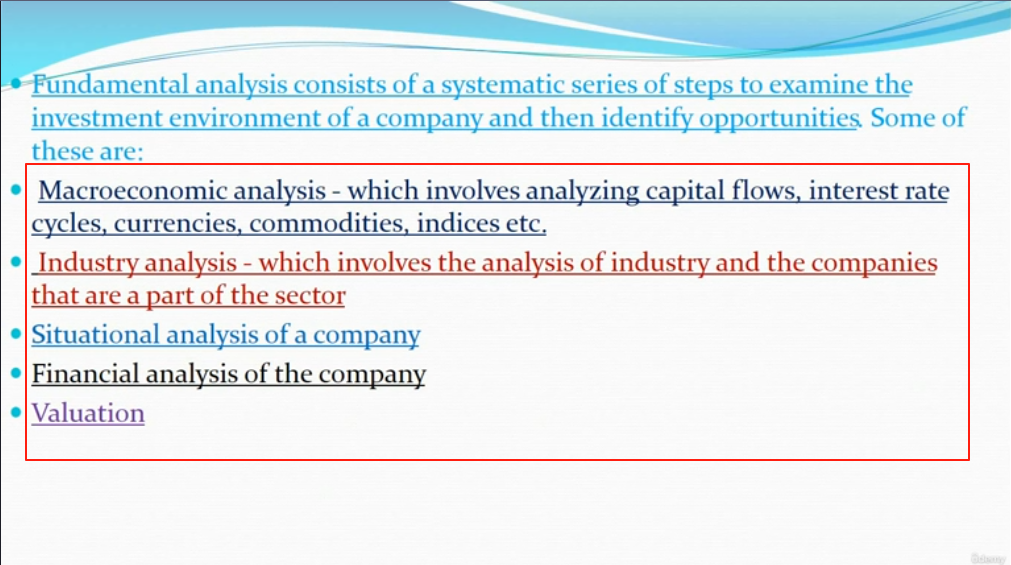 • Fundamental analysis consists of a systematic series of steps to examine the
investment environment of a company and then identify opportunities. Some of
these are:
• Macroeconomic analysis - which involves analyzing capital flows, interest rate
cycles, currencies, commodities, indices etc.
• Industry analysis - which involves the analysis of industry and the companies
that are a part of the sector
• Situational analysis of a company
• Financial analysis of the company
• Valuation
Udemy